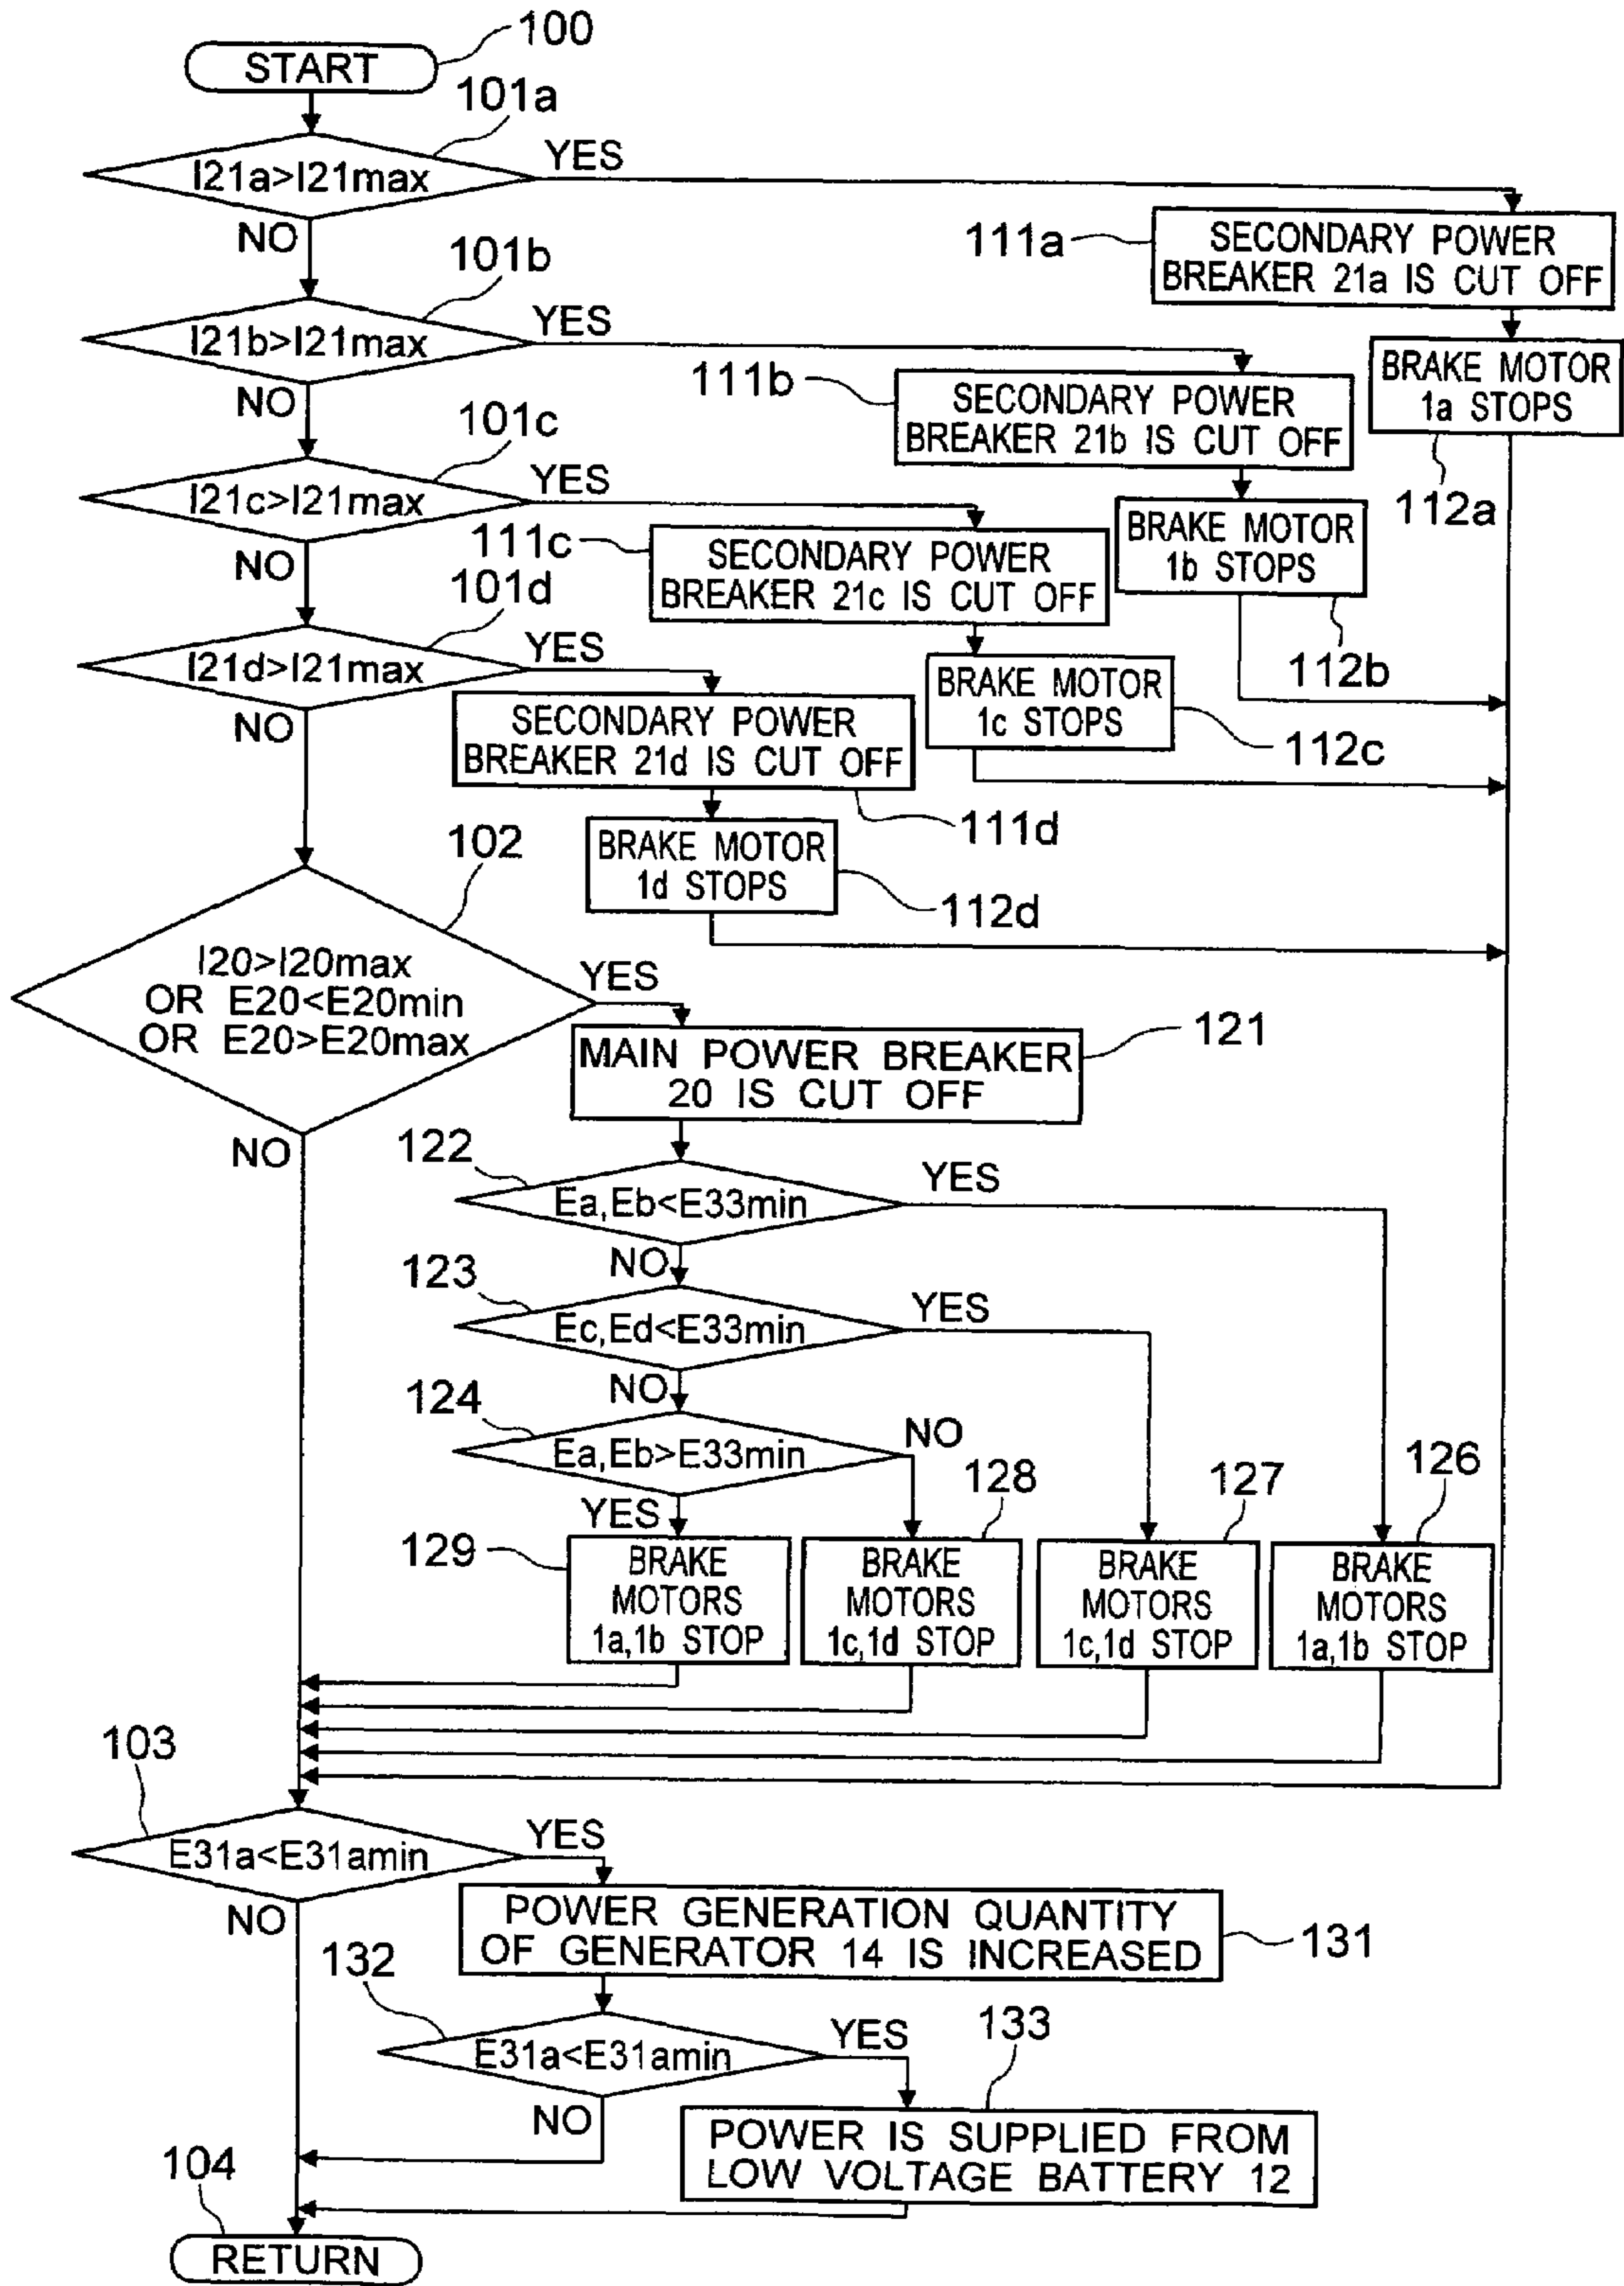 100
START
101a
I21a>I21max
YES
NO
111a
SECONDARY POWER
BREAKER 21a IS CUT OFF
BRAKE MOTOR
1a STOPS
112a
101b
I21b>I21max
YES
NO
111b
SECONDARY POWER
BREAKER 21b IS CUT OFF
BRAKE MOTOR
1b STOPS
112b
101c
I21c>I21max
YES
NO
111c
SECONDARY POWER
BREAKER 21c IS CUT OFF
BRAKE MOTOR
1c STOPS
112c
101d
I21d>I21max
YES
NO
SECONDARY POWER
BREAKER 21d IS CUT OFF
111d
BRAKE MOTOR
1d STOPS
112d
102
I20>I20max
OR E20<E20min
OR E20>E20max
YES
NO
MAIN POWER BREAKER
20 IS CUT OFF
121
122
Ea,Eb<E33min
YES
NO
123
Ec,Ed<E33min
YES
NO
124
Ea,Eb>E33min
NO
YES
129
BRAKE
MOTORS
1a,1b STOP
128
BRAKE
MOTORS
1c,1d STOP
127
BRAKE
MOTORS
1c,1d STOP
126
BRAKE
MOTORS
1a,1b STOP
103
E31a<E31amin
YES
NO
POWER GENERATION QUANTITY
OF GENERATOR 14 IS INCREASED
131
132
E31a<E31amin
YES
NO
133
POWER IS SUPPLIED FROM
LOW VOLTAGE BATTERY 12
104
RETURN